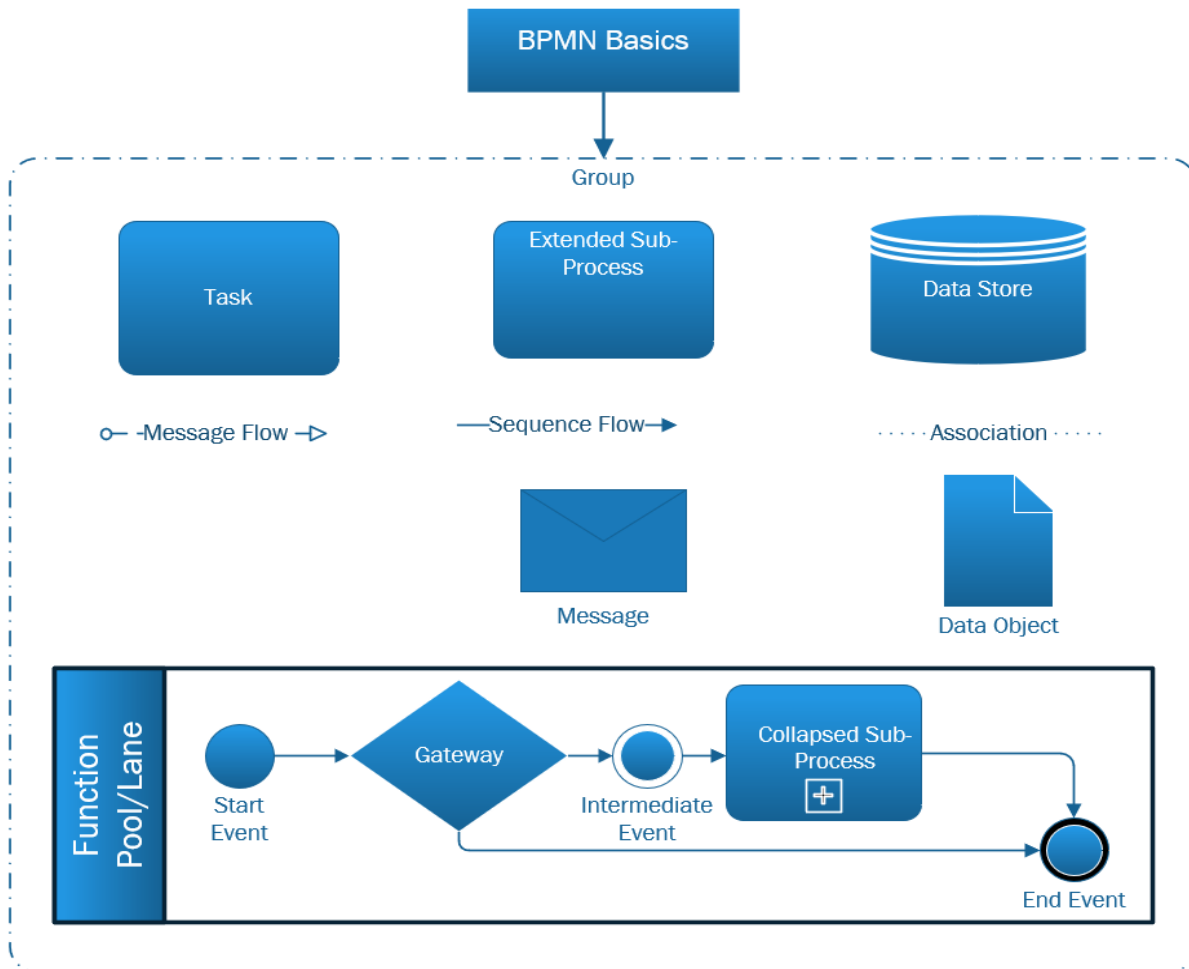 BPMN Basics
Group
Task
Extended Sub-
Process
Data Store
Message Flow
Sequence Flow
Association
Message
Data Object
Function
Pool/Lane
Start
Event
Gateway
Intermediate
Event
Collapsed Sub-
Process
End Event